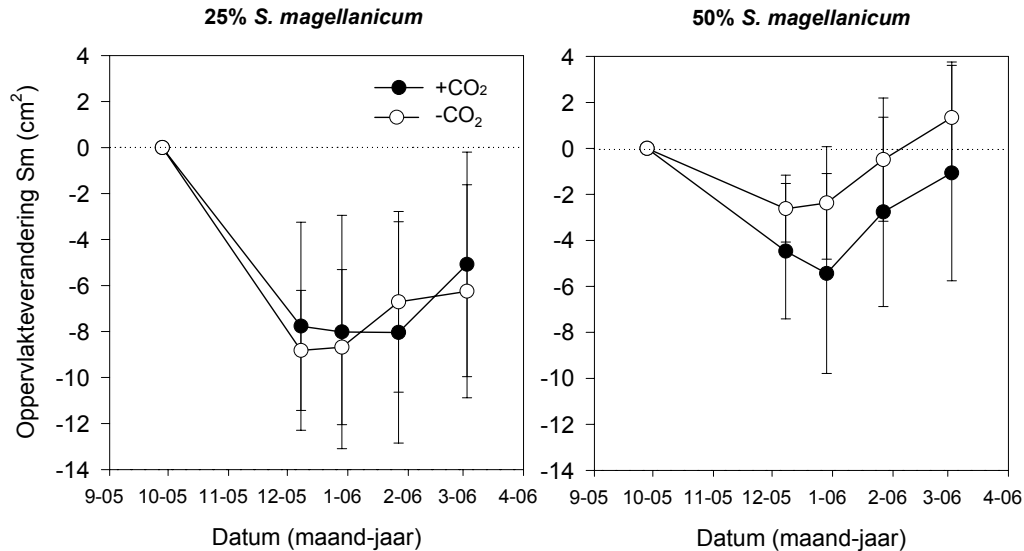 25% S. magellanicum
50% S. magellanicum
Oppervlakteverandering Sm (cm²)
4
2
0
-2
-4
-6
-8
-10
-12
-14
+CO₂
-CO₂
9-05 10-05 11-05 12-05 1-06 2-06 3-06 4-06
Datum (maand-jaar)
4
2
0
-2
-4
-6
-8
-10
-12
-14
9-05 10-05 11-05 12-05 1-06 2-06 3-06 4-06
Datum (maand-jaar)